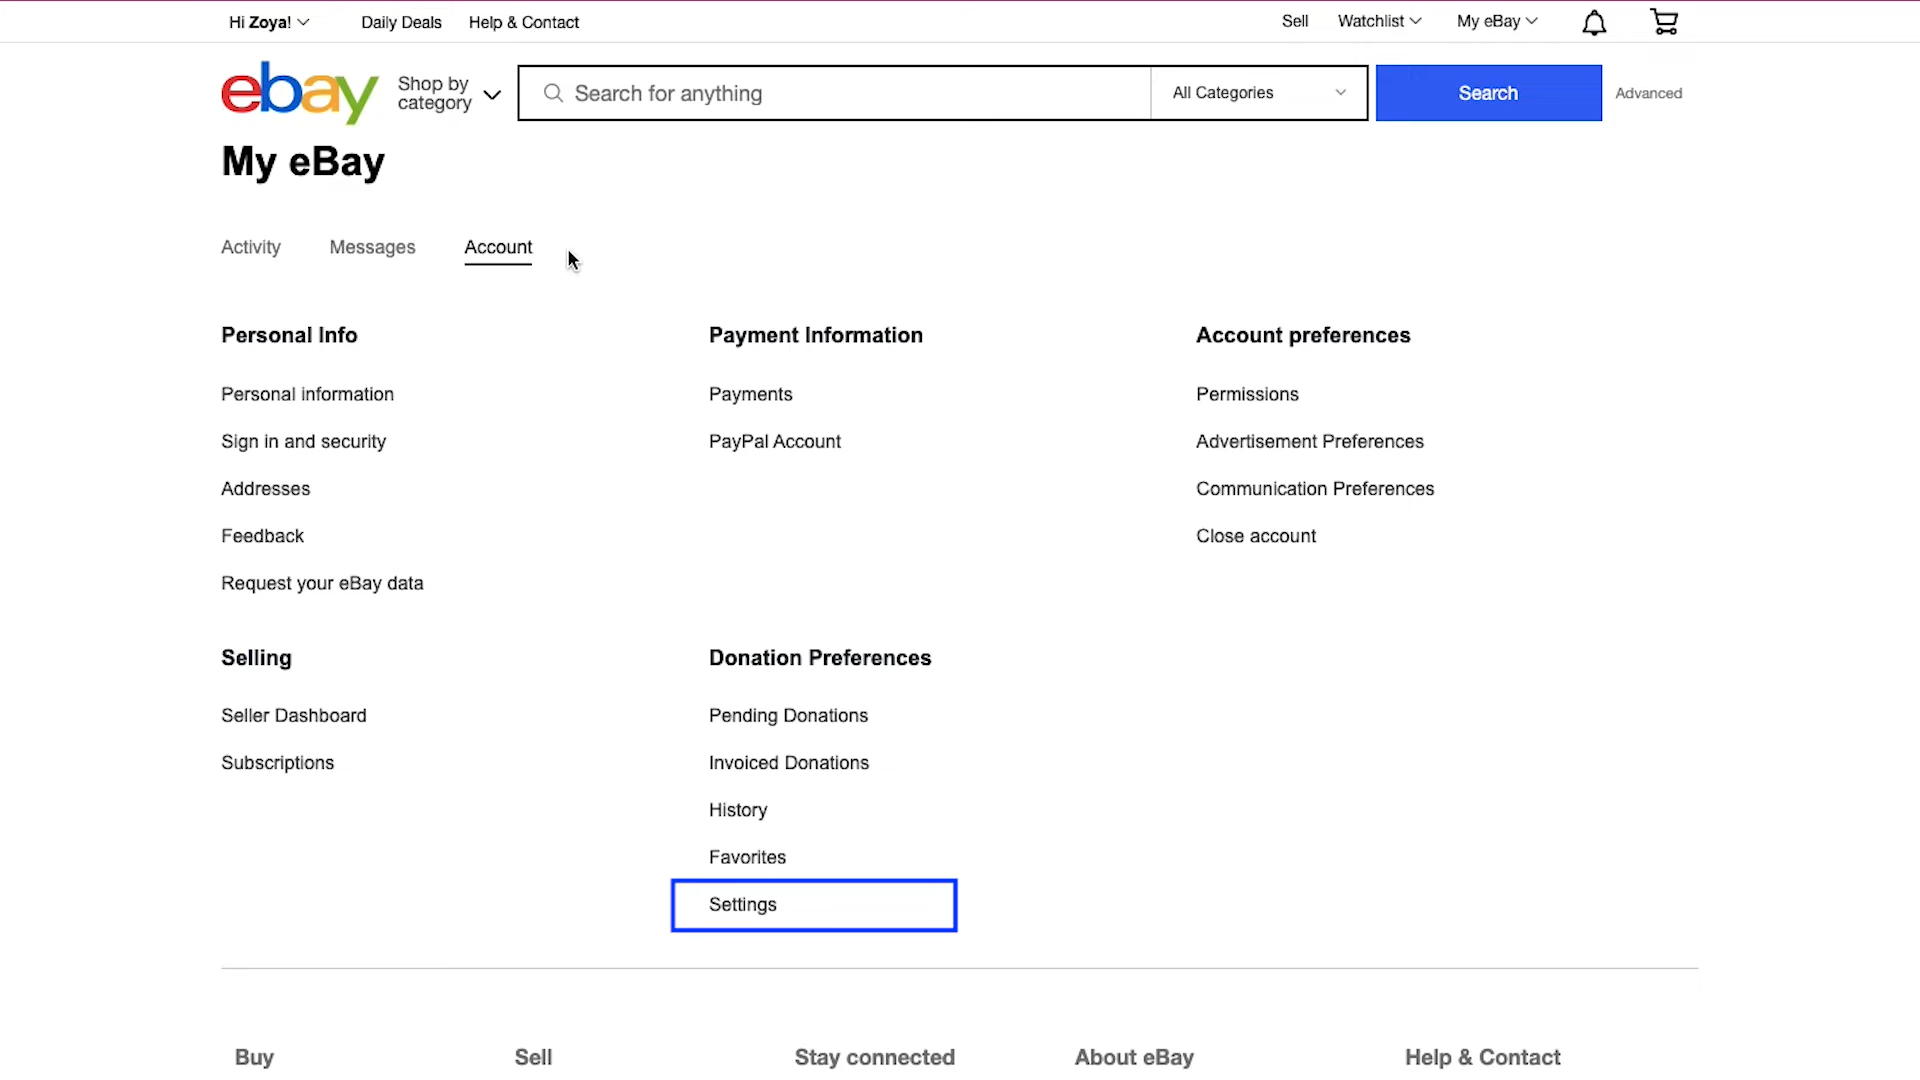 Hi Zoya! Daily Deals Help & Contact Sell Watchlist My eBay
ebay Shop by category Search for anything All Categories Search Advanced
My eBay
Activity Messages Account
Personal Info Payment Information Account preferences
Personal information Payments Permissions
Sign in and security PayPal Account Advertisement Preferences
Addresses Communication Preferences
Feedback Close account
Request your eBay data
Selling Donation Preferences
Seller Dashboard Pending Donations
Subscriptions Invoiced Donations
History
Favorites
Settings
Buy Sell Stay connected About eBay Help & Contact